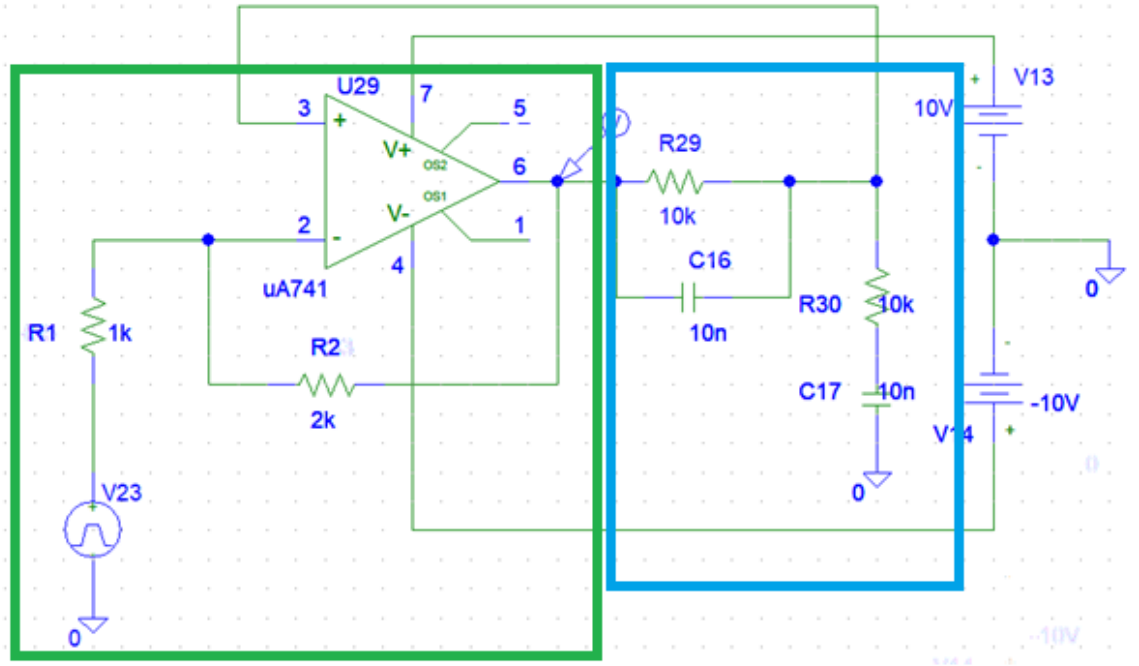 U29
7
5
V13
3
+
+
10V
V+
OS2
V
R29
6
-
OS1
10k
V-
2
-
1
C16
4
uA741
0
R1
1k
R30
10k
10n
R2
-
C17
10n
-10V
2k
V14
+
V23
0
+
0
-10V